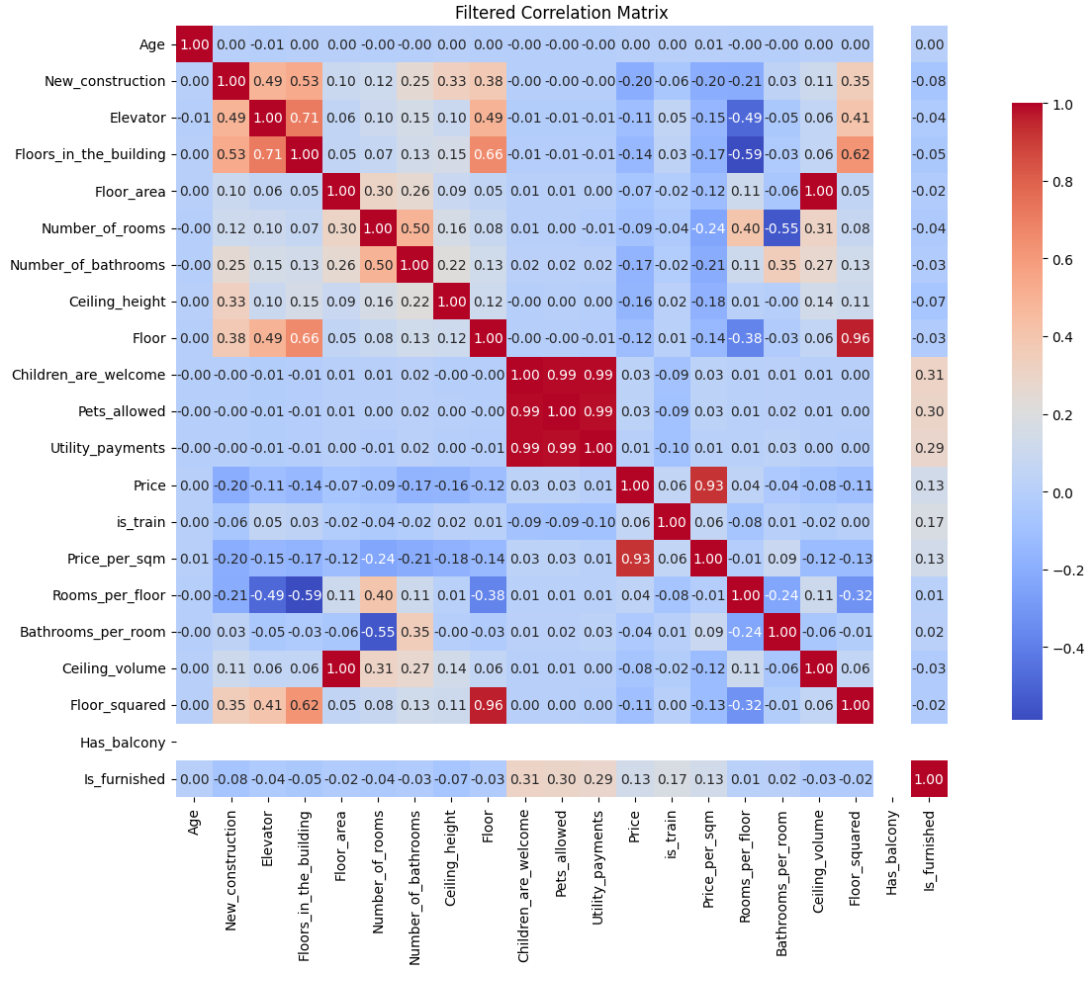 Filtered Correlation Matrix
Age 1.00 0.00 -0.01 0.00 0.00 -0.00 -0.00 0.00 0.00 -0.00 -0.00 -0.00 0.00 0.00 0.01 -0.00 -0.00 0.00 0.00 0.00
New_construction 0.00 1.00 0.49 0.53 0.10 0.12 0.25 0.33 0.38 -0.00 -0.00 -0.00 -0.20 -0.06 -0.20 -0.21 0.03 0.11 0.35 -0.08
Elevator -0.01 0.49 1.00 0.71 0.06 0.10 0.15 0.10 0.49 -0.01 -0.01 -0.01 -0.11 0.05 -0.15 -0.49 -0.05 0.06 0.41 -0.04
Floors_in_the_building 0.00 0.53 0.71 1.00 0.05 0.07 0.13 0.15 0.66 -0.01 -0.01 -0.01 -0.14 0.03 -0.17 -0.59 -0.03 0.06 0.62 -0.05
Floor_area 0.00 0.10 0.06 0.05 1.00 0.30 0.26 0.09 0.05 0.01 0.01 0.00 -0.07 -0.02 -0.12 0.11 -0.06 1.00 0.05 -0.02
Number_of_rooms -0.00 0.12 0.10 0.07 0.30 1.00 0.50 0.16 0.08 0.01 0.00 -0.01 -0.09 -0.04 -0.24 0.40 -0.55 0.31 0.08 -0.04
Number_of_bathrooms -0.00 0.25 0.15 0.13 0.26 0.50 1.00 0.22 0.13 0.02 0.02 0.02 -0.17 -0.02 -0.21 0.11 0.35 0.27 0.13 -0.03
Ceiling_height 0.00 0.33 0.10 0.15 0.09 0.16 0.22 1.00 0.12 -0.00 0.00 0.00 -0.16 0.02 -0.18 0.01 -0.00 0.14 0.11 -0.07
Floor 0.00 0.38 0.49 0.66 0.05 0.08 0.13 0.12 1.00 -0.00 -0.00 -0.00 -0.12 0.01 -0.14 -0.38 -0.03 0.06 0.96 -0.03
Children_are_welcome -0.00 -0.00 -0.01 -0.01 0.01 0.01 0.02 -0.00 -0.00 1.00 0.99 0.99 0.03 -0.09 0.03 0.01 0.01 0.01 0.00 0.31
Pets_allowed -0.00 -0.00 -0.01 -0.01 0.01 0.00 0.02 0.00 -0.00 0.99 1.00 0.99 0.03 -0.09 0.03 0.01 0.02 0.01 0.00 0.30
Utility_payments -0.00 -0.00 -0.01 -0.01 0.00 -0.01 0.02 0.00 -0.00 0.99 0.99 1.00 0.01 -0.10 0.01 0.01 0.03 0.00 0.00 0.29
Price 0.00 -0.20 -0.11 -0.14 -0.07 -0.09 -0.17 -0.16 -0.12 0.03 0.03 0.01 1.00 0.06 0.93 0.04 -0.04 -0.08 -0.11 0.13
is_train 0.00 -0.06 0.05 0.03 -0.02 -0.04 -0.02 0.02 0.01 -0.09 -0.09 -0.10 0.06 1.00 0.06 -0.08 0.01 -0.02 0.00 0.17
Price_per_sqm 0.01 -0.20 -0.15 -0.17 -0.12 -0.24 -0.21 -0.18 -0.14 0.03 0.03 0.01 0.93 0.06 1.00 -0.01 0.09 -0.12 -0.13 0.13
Rooms_per_floor -0.00 -0.21 -0.49 -0.59 0.11 0.40 0.11 0.01 -0.38 0.01 0.01 0.01 0.04 -0.08 -0.01 1.00 -0.24 0.11 -0.32 0.01
Bathrooms_per_room -0.00 0.03 -0.05 -0.03 -0.06 -0.55 0.35 -0.00 -0.03 0.01 0.02 0.03 -0.04 0.01 0.09 -0.24 1.00 -0.06 -0.01 0.02
Ceiling_volume 0.00 0.11 0.06 0.06 1.00 0.31 0.27 0.14 0.06 0.01 0.01 0.00 -0.08 -0.02 -0.12 0.11 -0.06 1.00 0.06 -0.03
Floor_squared 0.00 0.35 0.41 0.62 0.05 0.08 0.13 0.11 0.96 0.00 0.00 0.00 -0.11 0.00 -0.13 -0.32 -0.01 0.06 1.00 -0.02
Has_balcony
Is_furnished 0.00 -0.08 -0.04 -0.05 -0.02 -0.04 -0.03 -0.07 -0.03 0.31 0.30 0.29 0.13 0.17 0.13 0.01 0.02 -0.03 -0.02 1.00
Age
New_construction
Elevator
Floors_in_the_building
Floor_area
Number_of_rooms
Number_of_bathrooms
Ceiling_height
Floor
Children_are_welcome
Pets_allowed
Utility_payments
Price
is_train
Price_per_sqm
Rooms_per_floor
Bathrooms_per_room
Ceiling_volume
Floor_squared
Has_balcony
Is_furnished
1.0
0.8
0.6
0.4
0.2
0.0
−0.2
−0.4